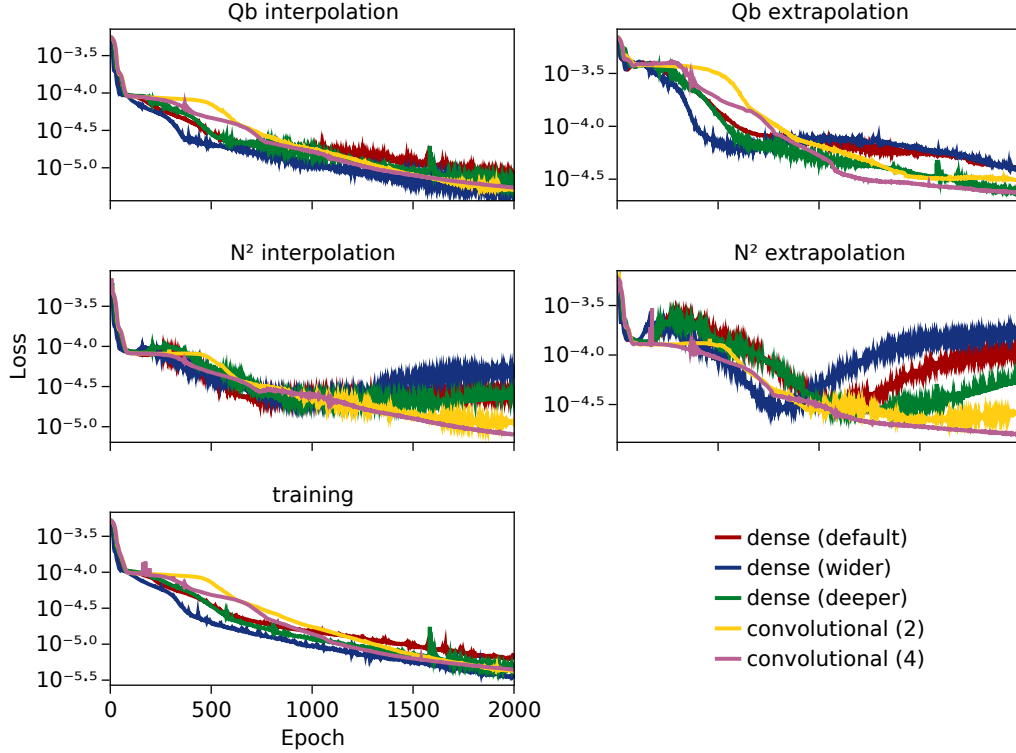 Qb interpolation
Qb extrapolation
10⁻³·⁵
10⁻⁴·⁰
10⁻⁴·⁵
10⁻⁵·⁰
10⁻³·⁵
10⁻⁴·⁰
10⁻⁴·⁵
N² interpolation
N² extrapolation
10⁻³·⁵
10⁻⁴·⁰
10⁻⁴·⁵
10⁻⁵·⁰
10⁻³·⁵
10⁻⁴·⁰
10⁻⁴·⁵
Loss
training
10⁻³·⁵
10⁻⁴·⁰
10⁻⁴·⁵
10⁻⁵·⁰
10⁻⁵·⁵
0 500 1000 1500 2000
Epoch
dense (default)
dense (wider)
dense (deeper)
convolutional (2)
convolutional (4)